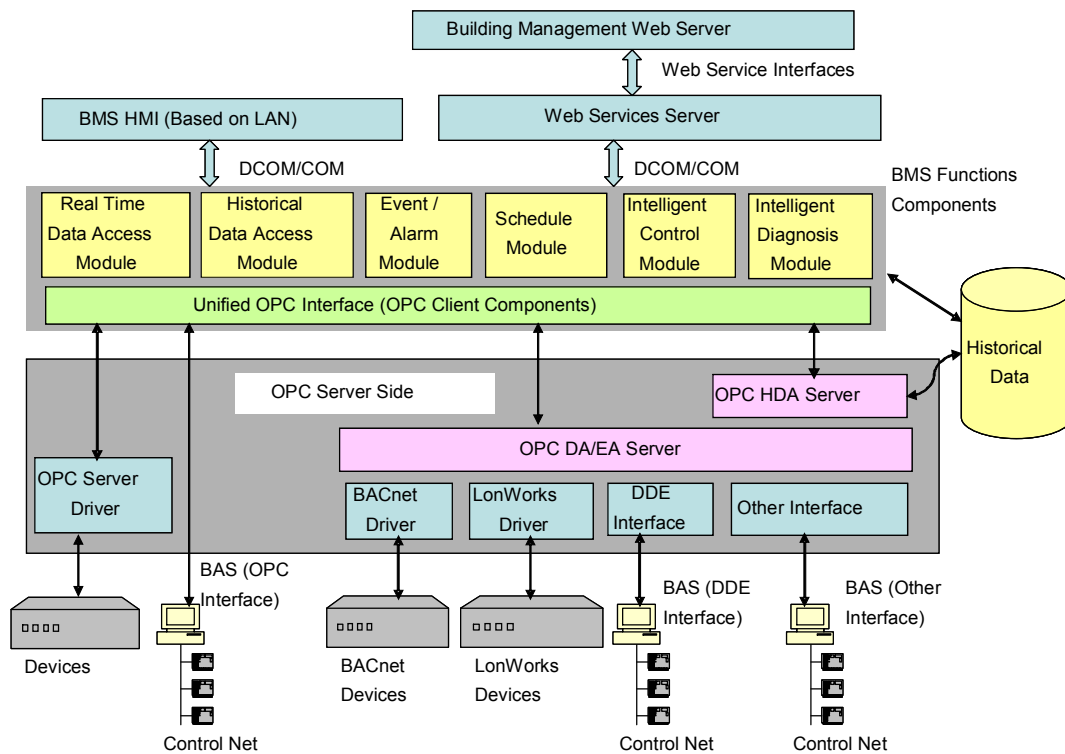 Building Management Web Server
Web Service Interfaces
BMS HMI (Based on LAN)
Web Services Server
DCOM/COM
DCOM/COM
BMS Functions
Components
Real Time
Data Access
Module
Historical
Data Access
Module
Event /
Alarm
Module
Schedule
Module
Intelligent
Control
Module
Intelligent
Diagnosis
Module
Unified OPC Interface (OPC Client Components)
Historical
Data
OPC Server Side
OPC HDA Server
OPC DA/EA Server
OPC Server
Driver
BACnet
Driver
LonWorks
Driver
DDE
Interface
Other Interface
BAS (OPC
Interface)
BAS (DDE
Interface)
BAS (Other
Interface)
Devices
BACnet
Devices
LonWorks
Devices
Control Net
Control Net
Control Net